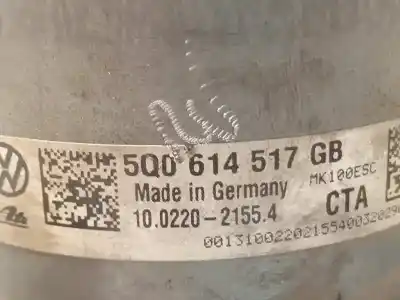 5Q0 614 517 GB
Made in Germany
MK100ESC
10.0220-2155.4
CTA